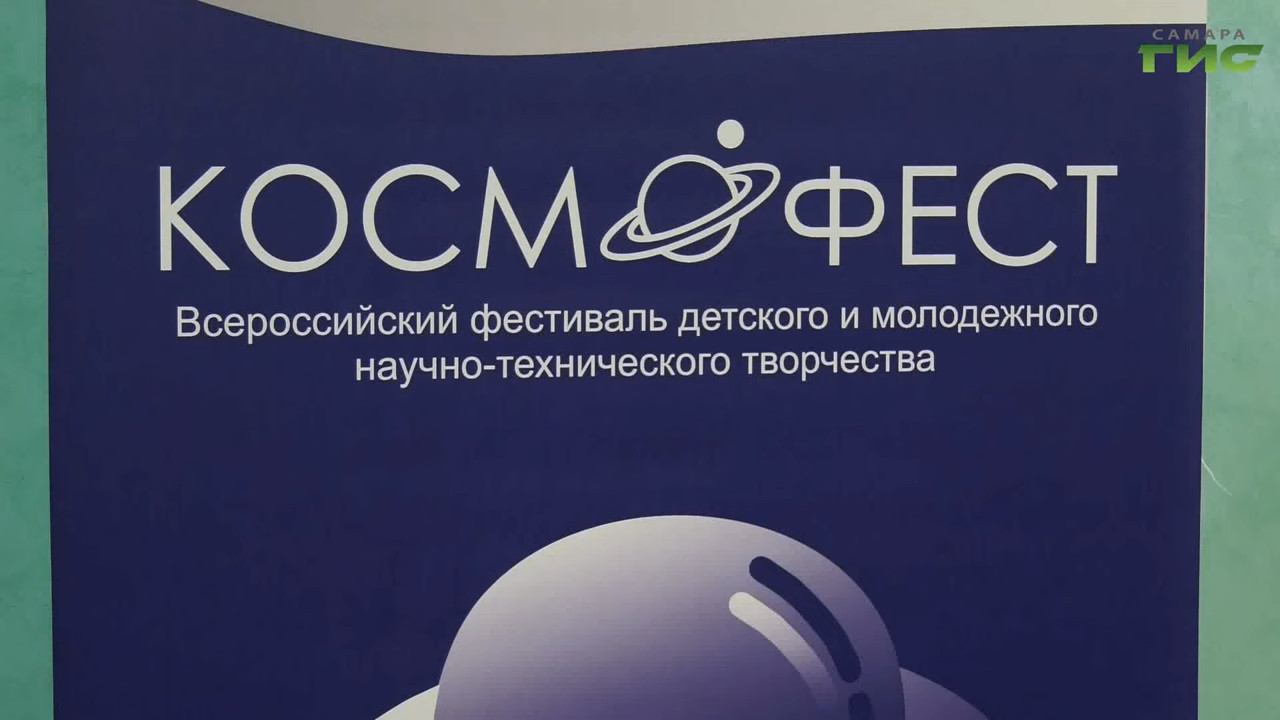 САМАРА
ГИС
КОСМОФЕСТ
Всероссийский фестиваль детского и молодежного
научно-технического творчества